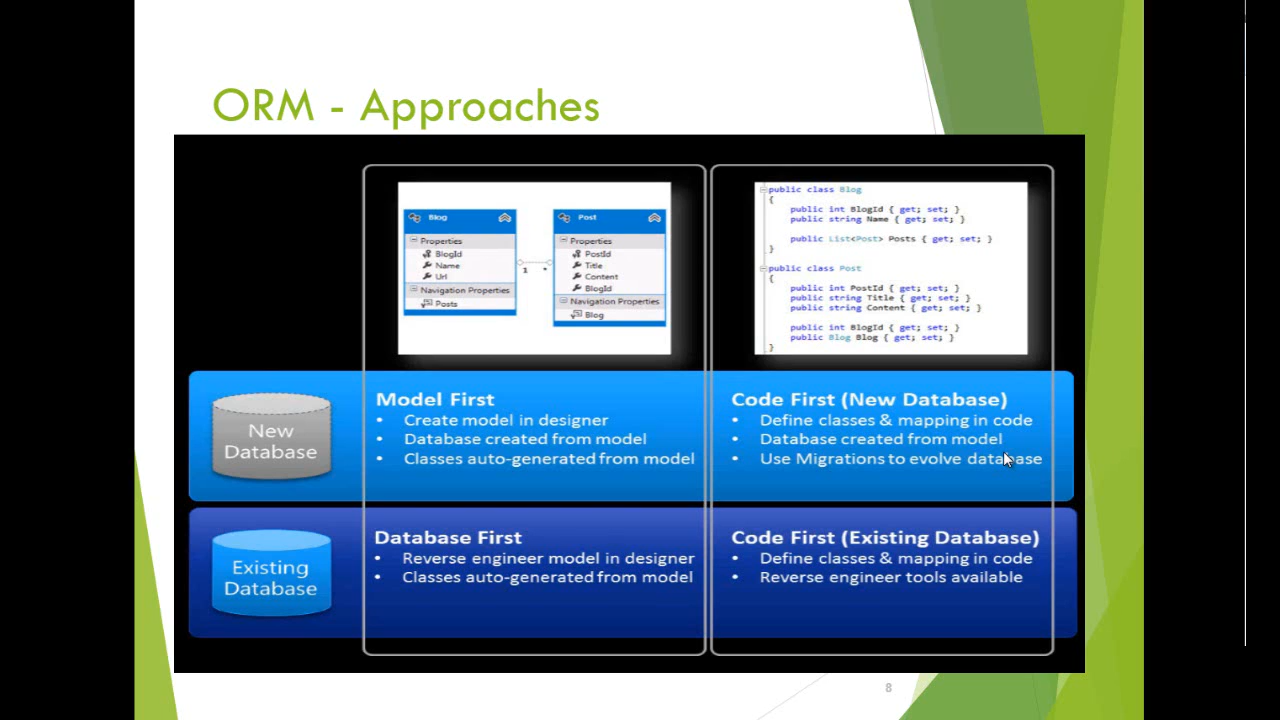 ORM - Approaches
Blog
Properties
BlogId
Name
Url
Navigation Properties
Posts
1
*
Post
Properties
PostId
Title
Content
BlogId
Navigation Properties
Blog
public class Blog
{
public int BlogId { get; set; }
public string Name { get; set; }
public List<Post> Posts { get; set; }
}
public class Post
{
public int PostId { get; set; }
public string Title { get; set; }
public string Content { get; set; }
public int BlogId { get; set; }
public Blog Blog { get; set; }
}
New
Database
Model First
• Create model in designer
• Database created from model
• Classes auto-generated from model
Code First (New Database)
• Define classes & mapping in code
• Database created from model
• Use Migrations to evolve database
Existing
Database
Database First
• Reverse engineer model in designer
• Classes auto-generated from model
Code First (Existing Database)
• Define classes & mapping in code
• Reverse engineer tools available
8